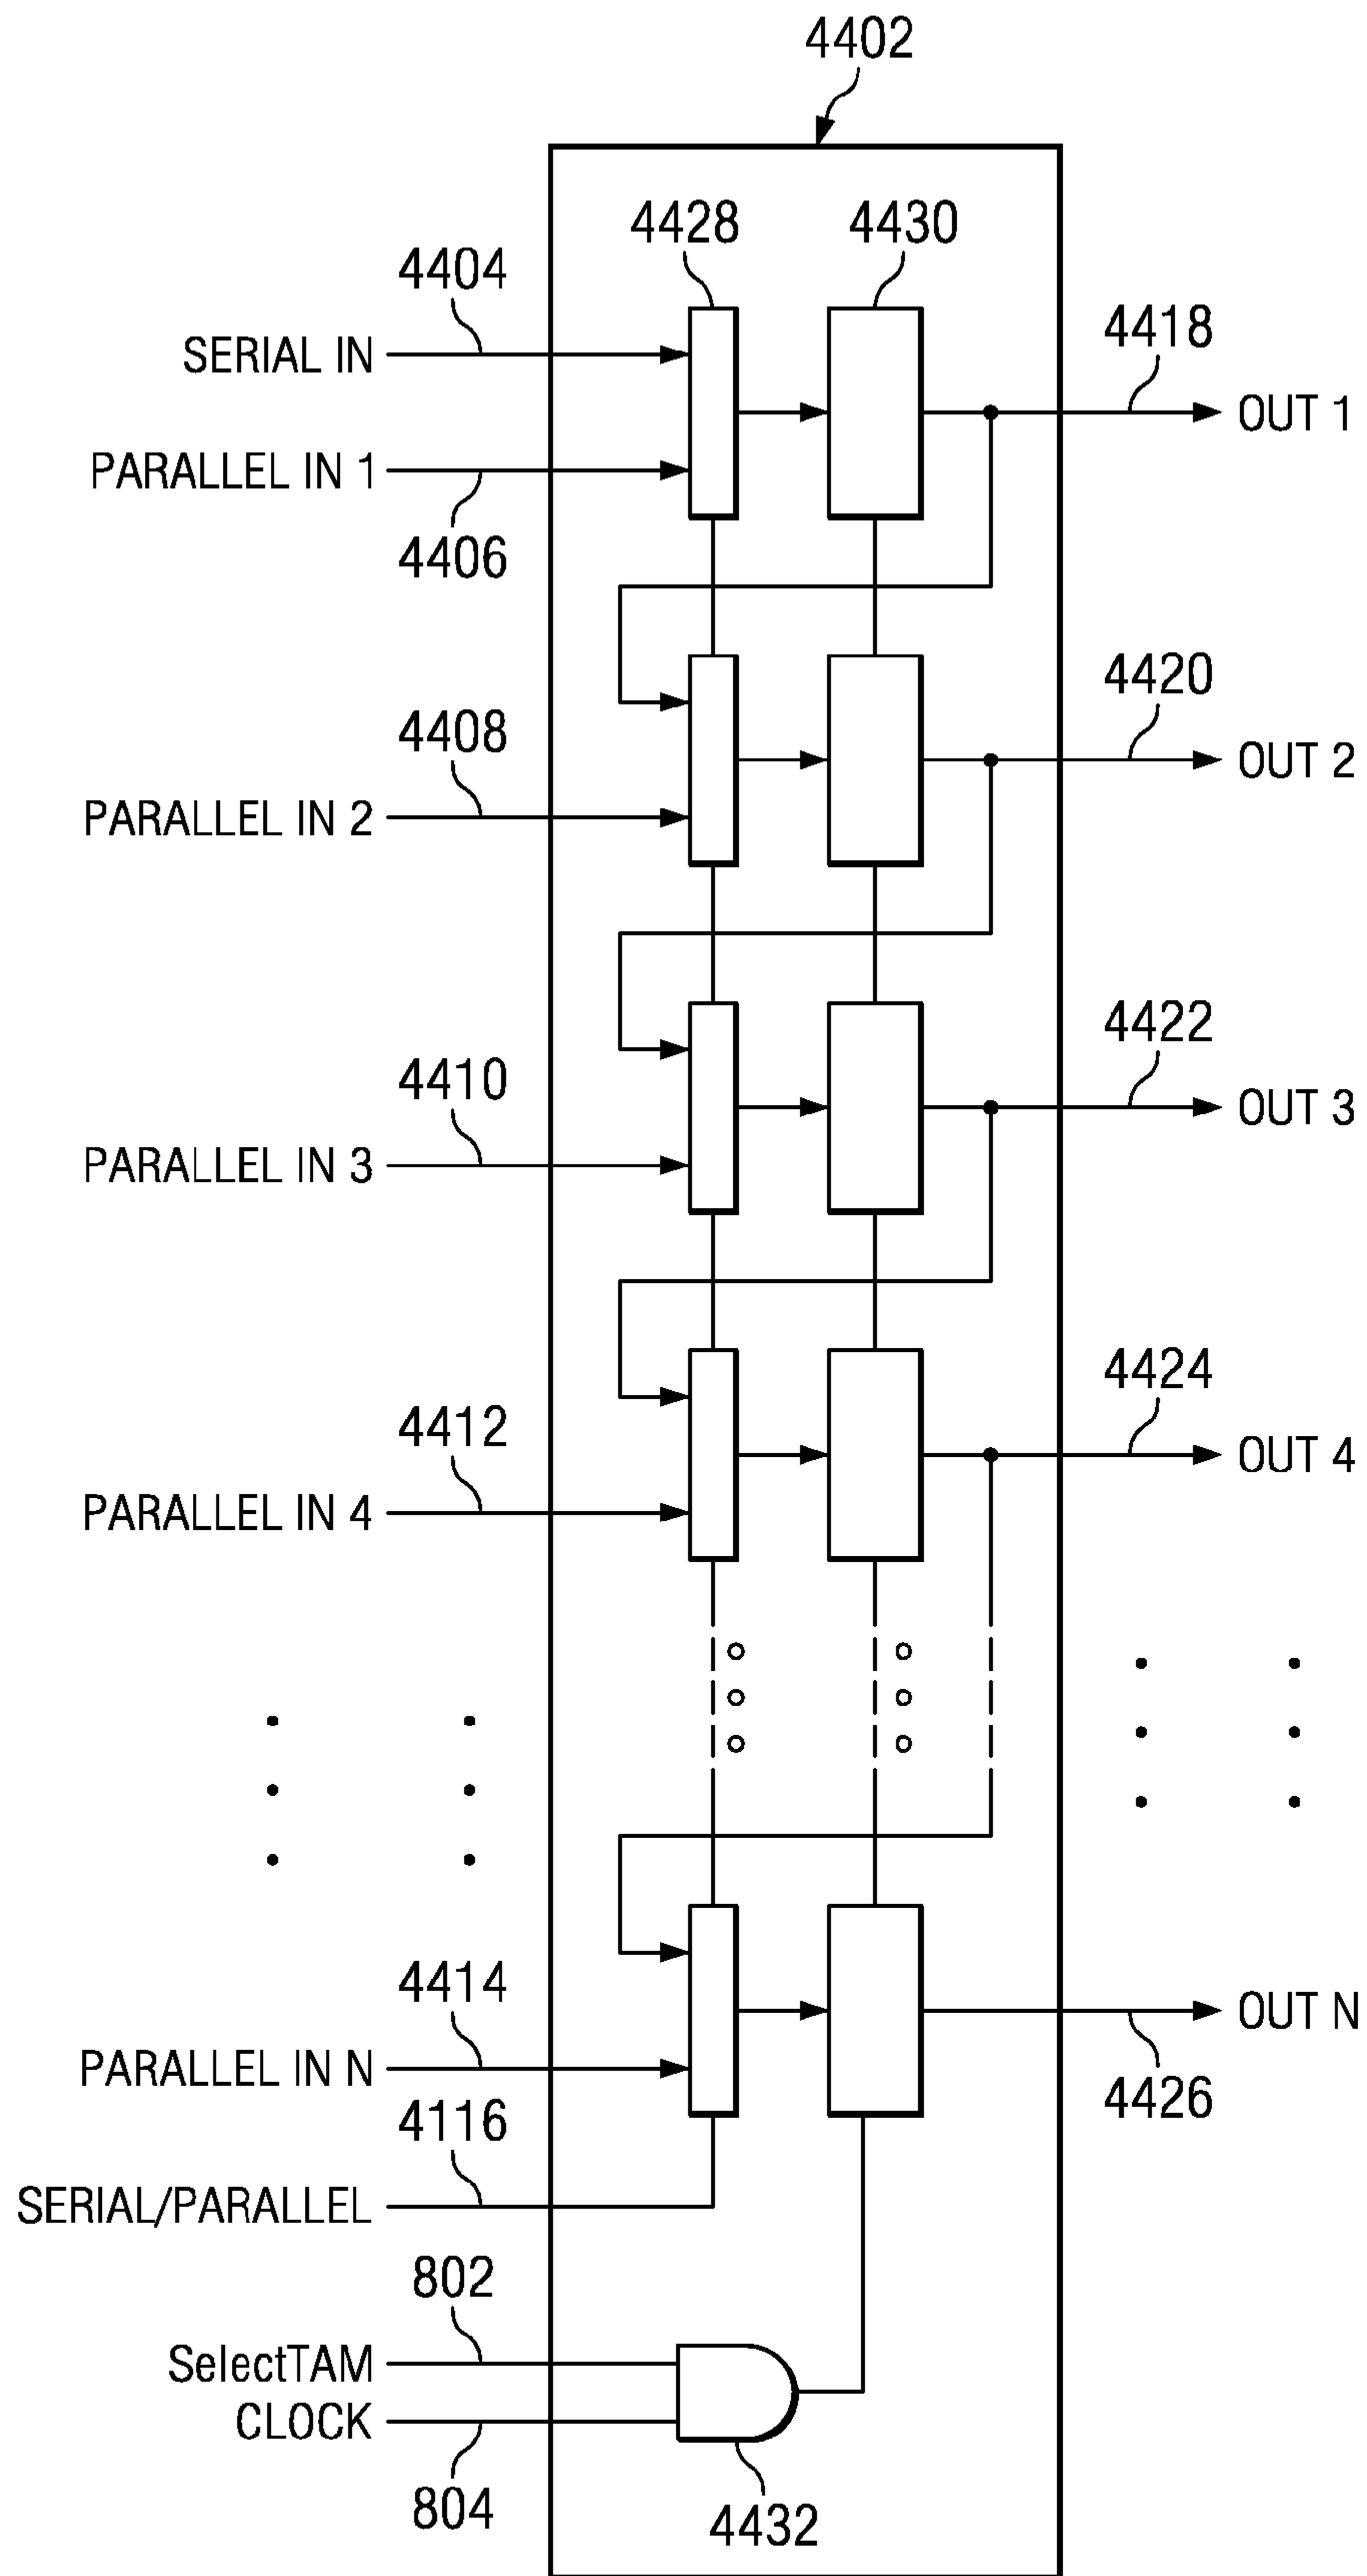 4402
4428
4430
4404
SERIAL IN
4418
OUT 1
PARALLEL IN 1
4406
4420
4408
OUT 2
PARALLEL IN 2
4422
4410
OUT 3
PARALLEL IN 3
4424
4412
OUT 4
PARALLEL IN 4
4414
OUT N
PARALLEL IN N
4426
4116
SERIAL/PARALLEL
802
SelectTAM
CLOCK
804
4432